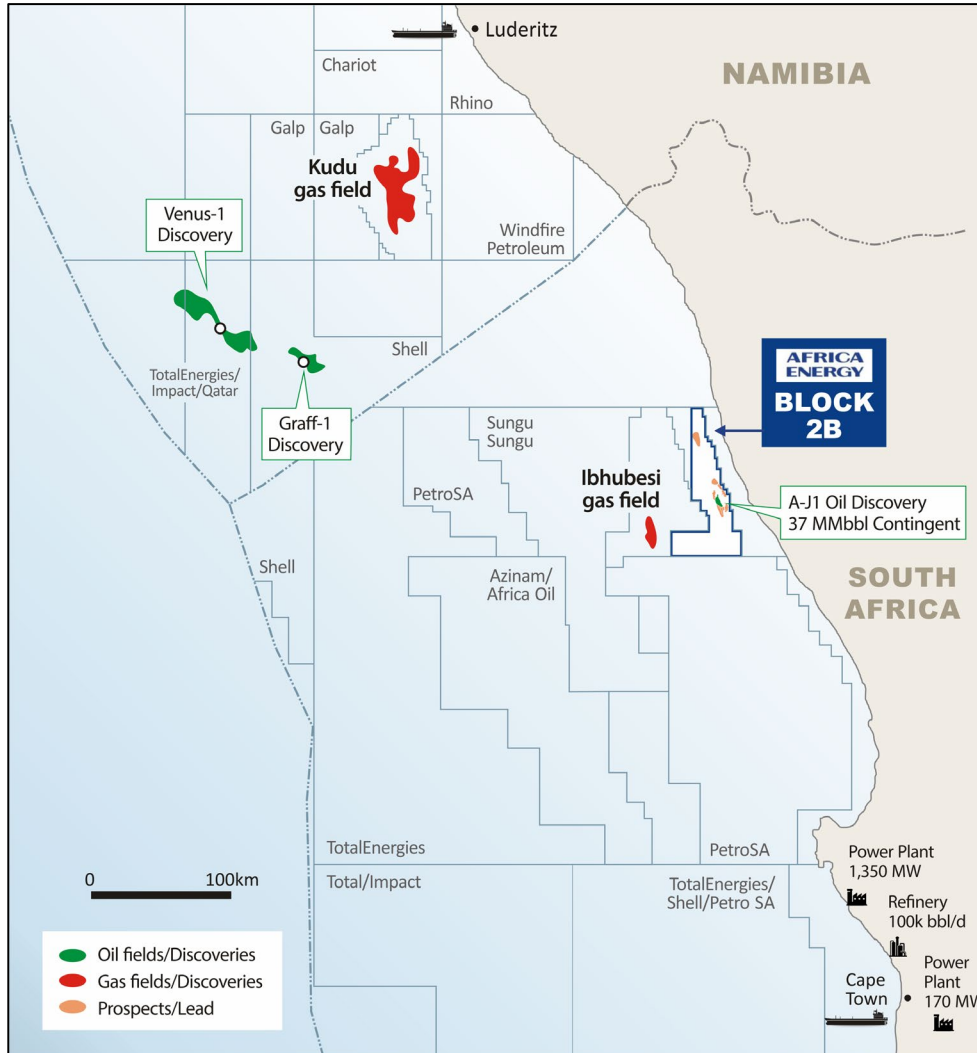 Luderitz
NAMIBIA
Chariot
Rhino
Galp
Galp
Kudu
gas field
Venus-1
Discovery
Windfire
Petroleum
Shell
TotalEnergies/
Impact/Qatar
Graff-1
Discovery
AFRICA
ENERGY
BLOCK
2B
Sungu
Sungu
PetroSA
Ibhubesi
gas field
A-J1 Oil Discovery
37 MMbbl Contingent
Shell
Azinam/
Africa Oil
SOUTH
AFRICA
TotalEnergies
PetroSA
Power Plant
1,350 MW
0 100km
Total/Impact
TotalEnergies/
Shell/Petro SA
Refinery
100k bbl/d
Oil fields/Discoveries
Gas fields/Discoveries
Prospects/Lead
Cape
Town
Power
Plant
170 MW